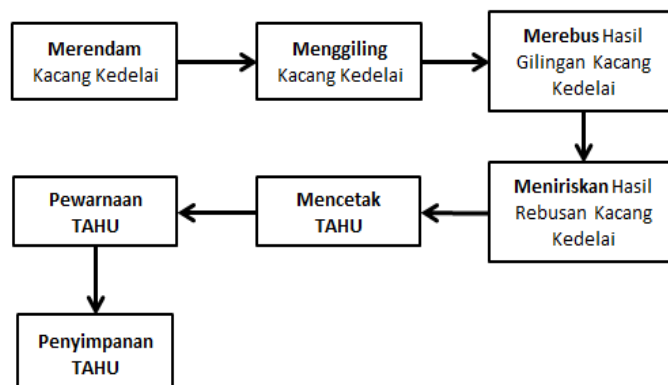 Merendam
Kacang Kedelai
Menggiling
Kacang Kedelai
Merebus Hasil
Gilingan Kacang
Kedelai
Meniriskan Hasil
Rebusan Kacang
Kedelai
Mencetak
TAHU
Pewarnaan
TAHU
Penyimpanan
TAHU